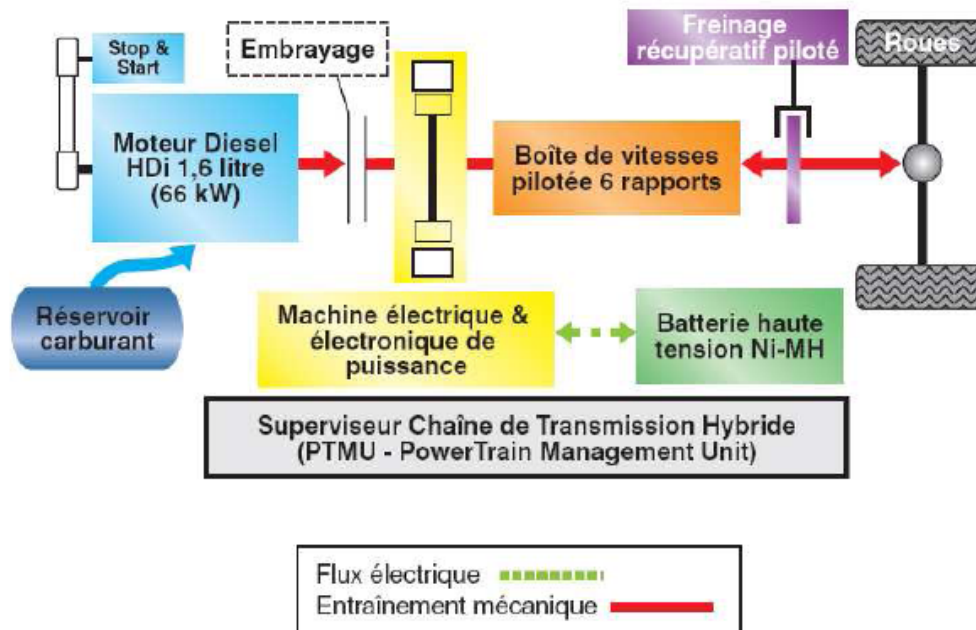 Stop &
Start
Embrayage
Freinage
récupératif piloté
Roues
Moteur Diesel
HDi 1,6 litre
(66 kW)
Boîte de vitesses
pilotée 6 rapports
Réservoir
carburant
Machine électrique &
électronique de
puissance
Batterie haute
tension Ni-MH
Superviseur Chaîne de Transmission Hybride
(PTMU - PowerTrain Management Unit)
Flux électrique
Entraînement mécanique